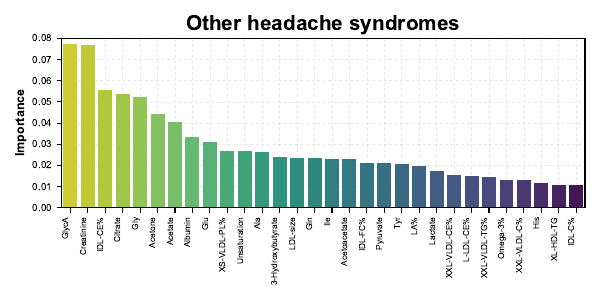 Other headache syndromes
Importance
0.08
0.07
0.06
0.05
0.04
0.03
0.02
0.01
0.00
GlycA
Creatinine
IDL-CE%
Citrate
Gly
Acetone
Acetate
Albumin
Glu
XS-VLDL-PL%
Unsaturation
Ala
3-Hydroxybutyrate
LDL-size
Gln
Ile
Acetoacetate
IDL-FC%
Pyruvate
Tyr
LA%
Lactate
XXL-VLDL-CE%
L-LDL-CE%
XXL-VLDL-TG%
Omega-3%
XXL-VLDL-C%
His
XL-HDL-TG
IDL-C%